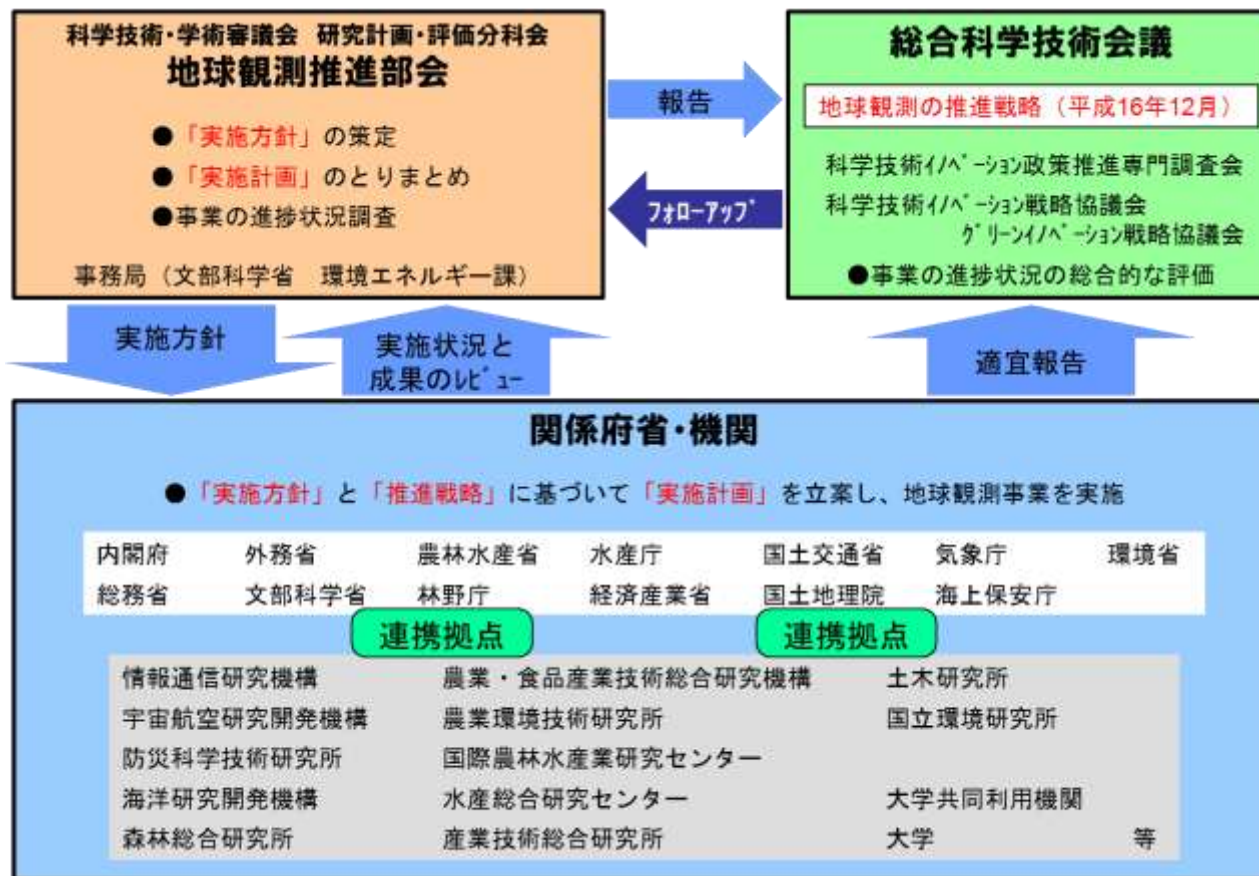 科学技術・学術審議会 研究計画・評価分科会
地球観測推進部会
●「実施方針」の策定
●「実施計画」のとりまとめ
●事業の進捗状況調査
事務局（文部科学省 環境エネルギー課）
報告
フォローアップ
総合科学技術会議
地球観測の推進戦略（平成16年12月）
科学技術イノベーション政策推進専門調査会
科学技術イノベーション戦略協議会
グリーンイノベーション戦略協議会
●事業の進捗状況の総合的な評価
実施方針
実施状況と
成果のレビュー
適宜報告
関係府省・機関
●「実施方針」と「推進戦略」に基づいて「実施計画」を立案し、地球観測事業を実施
内閣府 外務省 農林水産省 水産庁 国土交通省 気象庁 環境省
総務省 文部科学省 林野庁 経済産業省 国土地理院 海上保安庁
連携拠点 連携拠点
情報通信研究機構 農業・食品産業技術総合研究機構 土木研究所
宇宙航空研究開発機構 農業環境技術研究所 国立環境研究所
防災科学技術研究所 国際農林水産業研究センター
海洋研究開発機構 水産総合研究センター 大学共同利用機関
森林総合研究所 産業技術総合研究所 大学 等